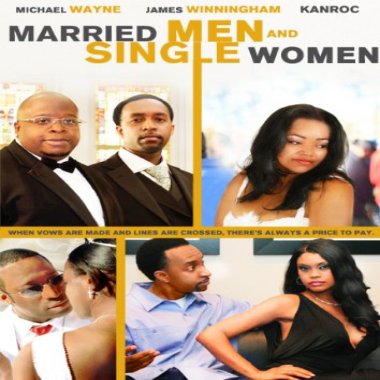 MICHAEL WAYNE JAMES WINNINGHAM KANROC
MARRIED MEN AND
SINGLE WOMEN
WHEN VOWS ARE MADE AND LINES ARE CROSSED, THERE'S ALWAYS A PRICE TO PAY.